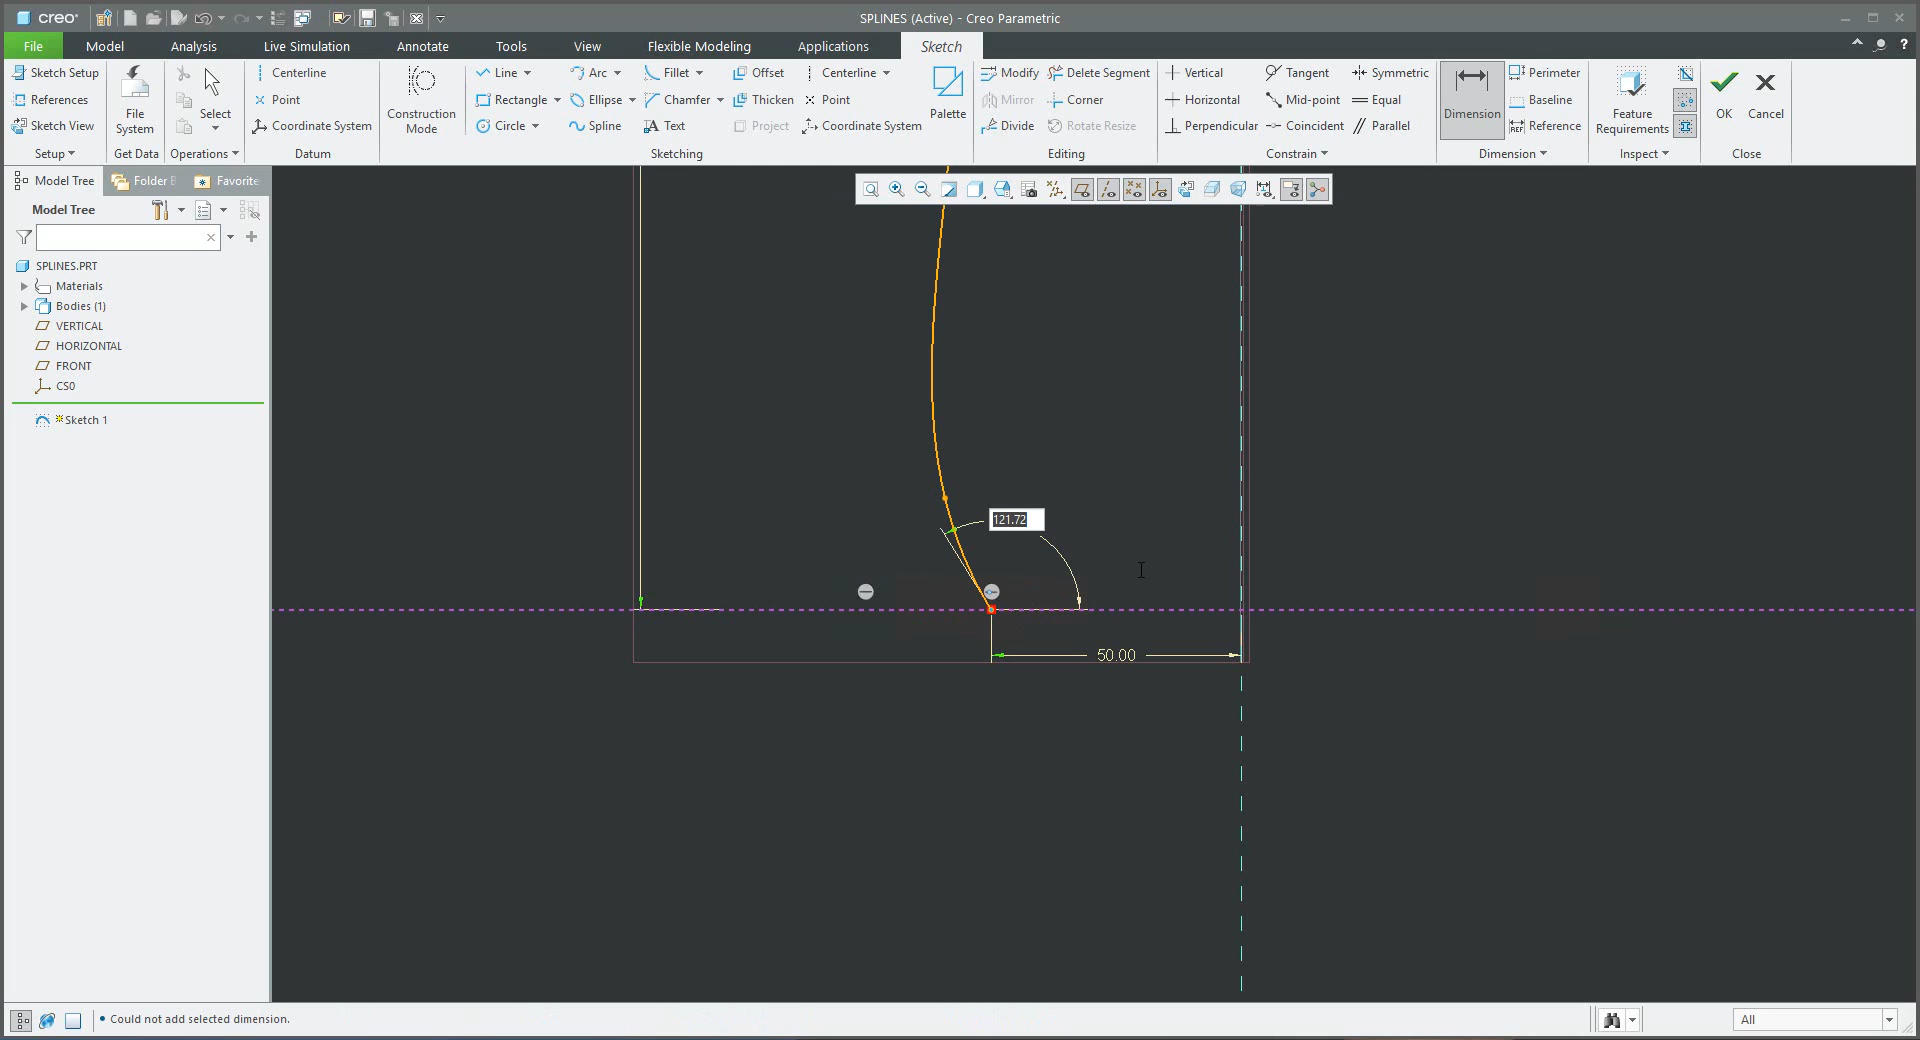 creo
SPLINES (Active) - Creo Parametric
File Model Analysis Live Simulation Annotate Tools View Flexible Modeling Applications Sketch
Sketch Setup
References
Sketch View
Setup
File System
Get Data
Select
Operations
Centerline
Point
Coordinate System
Datum
Construction Mode
Line Arc Fillet Offset Centerline
Rectangle Ellipse Chamfer Thicken Point
Circle Spline Text Project Coordinate System
Palette
Sketching
Modify Delete Segment
Mirror Corner
Divide Rotate Resize
Editing
Vertical Tangent Symmetric
Horizontal Mid-point Equal
Perpendicular Coincident Parallel
Constrain
Dimension
Perimeter
Baseline
Reference
Dimension
Feature Requirements
Inspect
OK Cancel
Close
Model Tree Folder B Favorite
Model Tree
SPLINES.PRT
Materials
Bodies (1)
VERTICAL
HORIZONTAL
FRONT
CS0
Sketch 1
121.72
50.00
Could not add selected dimension.
All